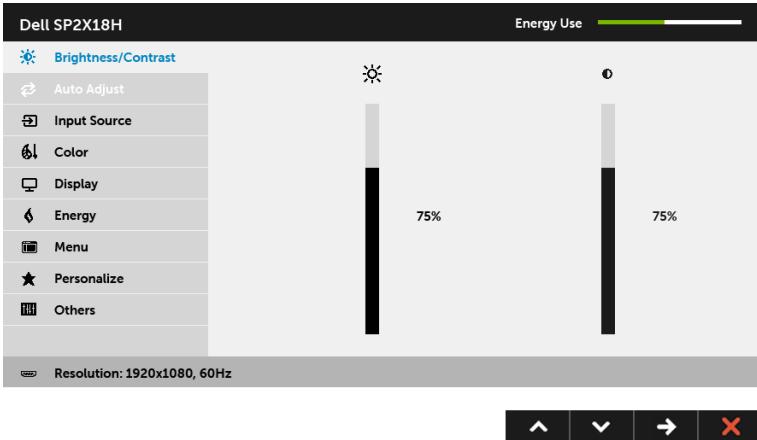 Dell SP2X18H
Energy Use
Brightness/Contrast
Auto Adjust
Input Source
Color
Display
Energy
Menu
Personalize
Others
75%
75%
Resolution: 1920x1080, 60Hz